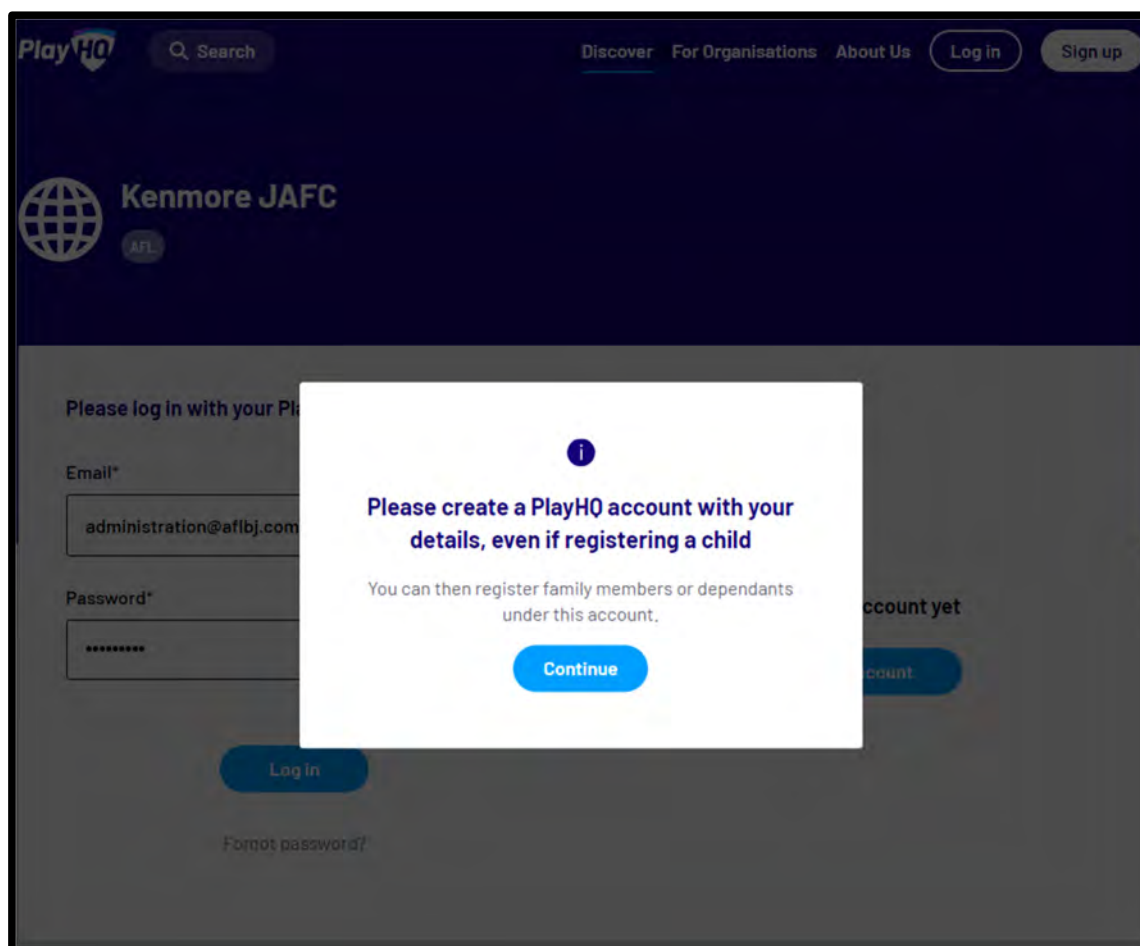 PlayHQ
Search
Discover
For Organisations
About Us
Log in
Sign up
Kenmore JAFC
AFL
Please log in with your Pl
Email*
administration@aflbj.com
Password*
•••••••••
Log in
Forgot password?
ccount yet
count
Please create a PlayHQ account with your
details, even if registering a child
You can then register family members or dependants
under this account.
Continue